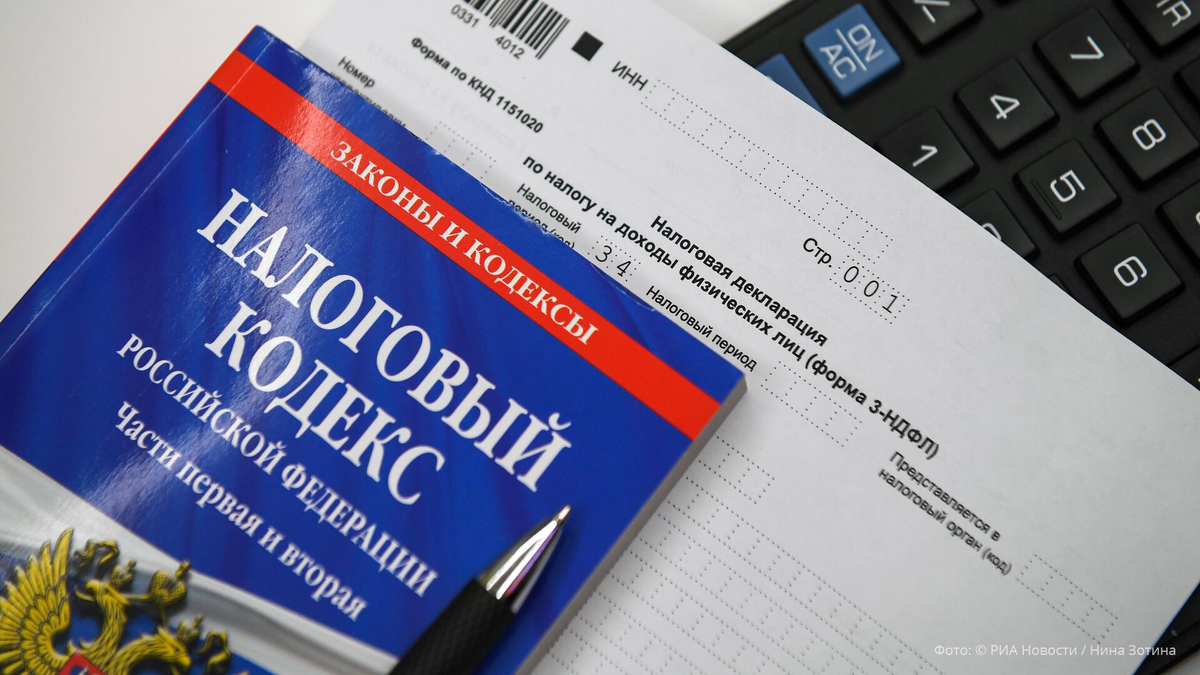 ЗАКОНЫ И КОДЕКСЫ
НАЛОГОВЫЙ
КОДЕКС
РОССИЙСКОЙ ФЕДЕРАЦИИ
Части первая и вторая
0331
4012
ИНН
Стр. 001
Форма по КНД 1151020
Номер
Налоговая декларация
по налогу на доходы физических лиц (форма 3-НДФЛ)
Налоговый
период (код)
34
Налоговый период
Представляется в
налоговый орган (код)
ON
AC
7
4
8
1
5
6
Фото: © РИА Новости / Нина Зотина